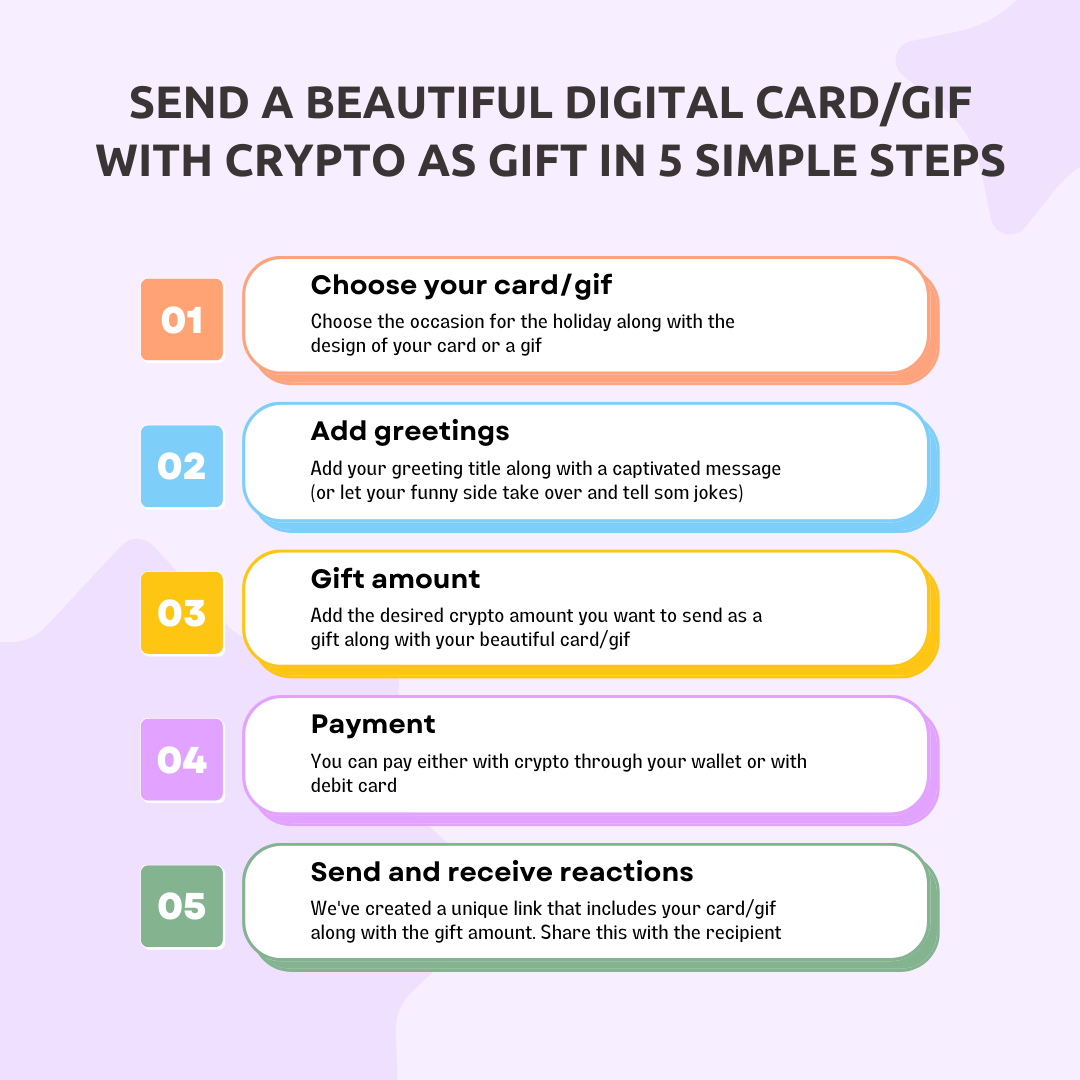 SEND A BEAUTIFUL DIGITAL CARD/GIF
WITH CRYPTO AS GIFT IN 5 SIMPLE STEPS
01
Choose your card/gif
Choose the occasion for the holiday along with the
design of your card or a gif
02
Add greetings
Add your greeting title along with a captivated message
(or let your funny side take over and tell som jokes)
03
Gift amount
Add the desired crypto amount you want to send as a
gift along with your beautiful card/gif
04
Payment
You can pay either with crypto through your wallet or with
debit card
05
Send and receive reactions
We've created a unique link that includes your card/gif
along with the gift amount. Share this with the recipient